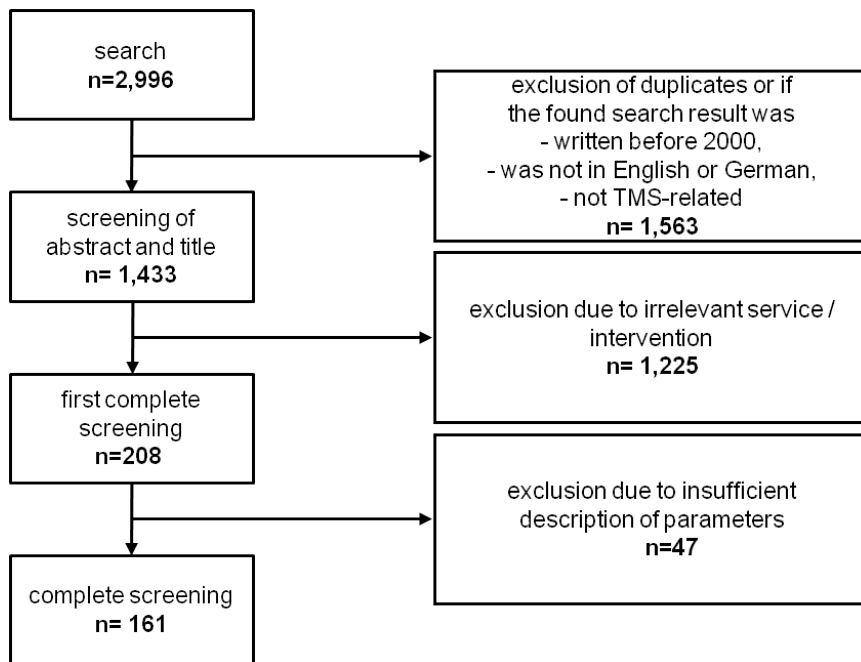 search
n=2,996
exclusion of duplicates or if
the found search result was
- written before 2000,
- was not in English or German,
- not TMS-related
n= 1,563
screening of
abstract and title
n= 1,433
exclusion due to irrelevant service /
intervention
n= 1,225
first complete
screening
n=208
exclusion due to insufficient
description of parameters
n=47
complete screening
n= 161